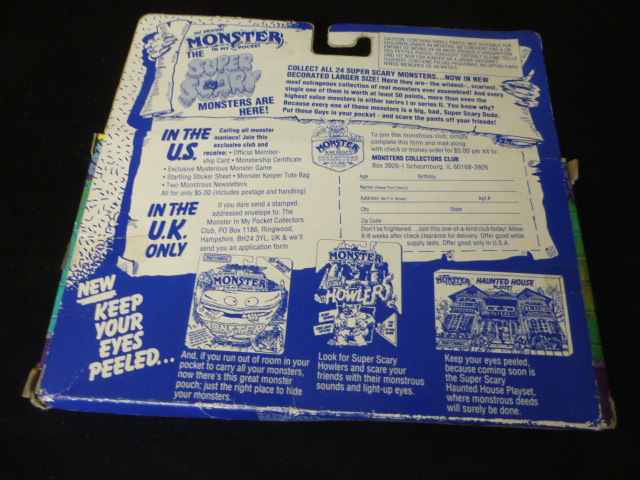 THE ORIGINAL
MONSTER
IN MY POCKET
THE
SUPER
SCARY
MONSTERS ARE
HERE!
COLLECT ALL 24 SUPER SCARY MONSTERS...NOW IN NEW
DECORATED LARGER SIZE! Here they are-- the wildest-, scariest,
most outrageous collection of real monsters ever assembled! And every
single one of them is worth at least 50 points, more than even the
highest value monsters in either series I or series II. You know why?
Because every one of these monsters is a big, bad, Super Scary Dude.
Put these Guys in your pocket - and scare the pants off your friends!
IN THE
U.S.
Calling all monster
maniacs! Join this
exclusive club and
receive: • Official Member-
ship Card • Monstership Certificate
• Exclusive Mysterious Monster Game
• Startling Sticker Sheet • Monster Keeper Tote Bag
• Two Monstrous Newsletters
All for only $5.00 (includes postage and handling)
MONSTER
IN MY POCKET
COLLECTORS
To join this monstrous club, simply
complete this form and mail along
with check or money order for $5.00 per kit to:
MONSTERS COLLECTORS CLUB
Box 3926-1 Schaumburg, IL 60168-3926
Age Birthday
Name (Please Print Clearly)
Address (No P.O. Boxes) Apt.#
City State
Zip Code
Don't be frightened...Join this one-of-a-kind club today! Allow
6-8 weeks after check clearance for delivery. Offer good while
supply lasts. Offer good only in U.S.A.
IN THE
U.K.
ONLY
If you dare send a stamped
addressed envelope to: The
Monster In My Pocket Collectors
Club, PO Box 1186, Ringwood,
Hampshire, BH24 3YL, UK & we'll
send you an application form.
NEW
KEEP
YOUR
EYES
PEELED...
MONSTER
MONSTER
And, if you run out of room in your
pocket to carry all your monsters,
now there's this great monster
pouch; just the right place to hide
your monsters.
MONSTER
HOWLERS
Look for Super Scary
Howlers and scare your
friends with their monstrous
sounds and light-up eyes.
MONSTER
HAUNTED HOUSE
PLAYSET
Keep your eyes peeled,
because coming soon is
the Super Scary
Haunted House Playset,
where monstrous deeds
will surely be done.